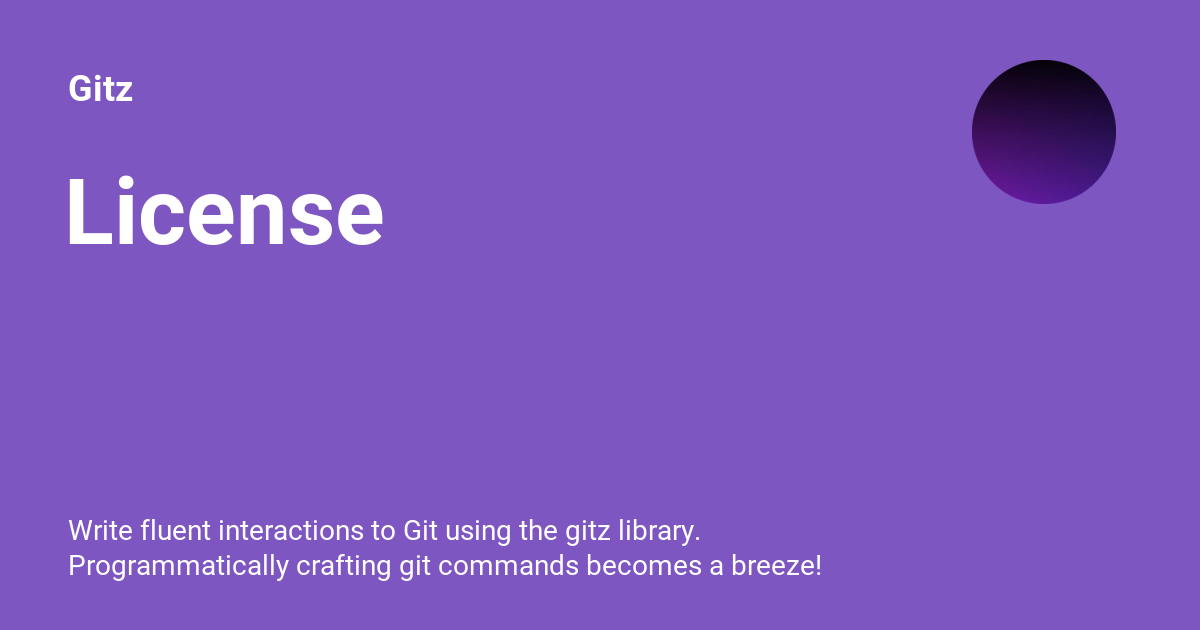 Gitz
License
Write fluent interactions to Git using the gitz library.
Programmatically crafting git commands becomes a breeze!